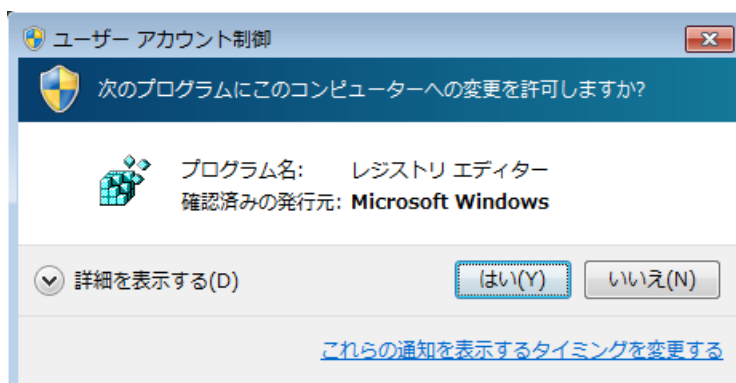 ユーザー アカウント制御
次のプログラムにこのコンピューターへの変更を許可しますか?
プログラム名: レジストリ エディター
確認済みの発行元: Microsoft Windows
詳細を表示する(D) はい(Y) いいえ(N)
これらの通知を表示するタイミングを変更する